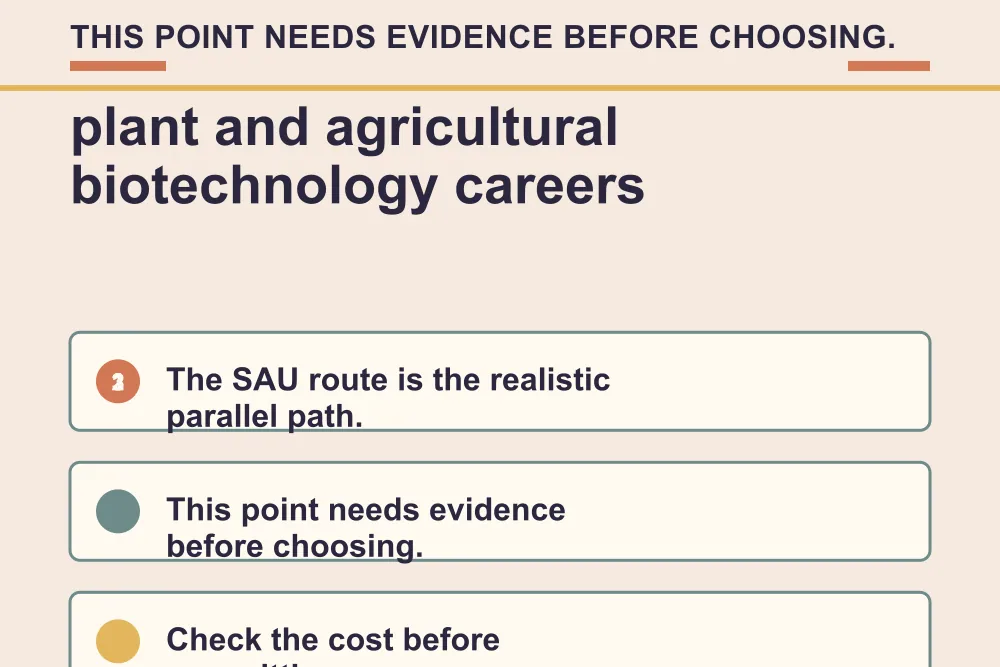 THIS POINT NEEDS EVIDENCE BEFORE CHOOSING.
plant and agricultural
biotechnology careers
The SAU route is the realistic
parallel path.
This point needs evidence
before choosing.
Check the cost before